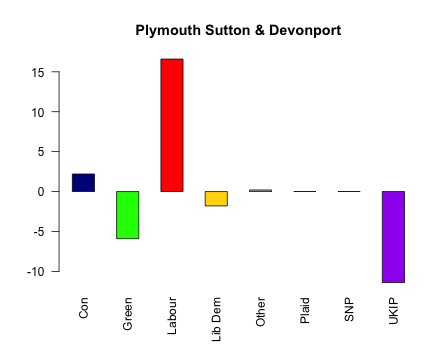 Plymouth Sutton & Devonport
15
10
5
0
-5
-10
Con
Green
Labour
Lib Dem
Other
Plaid
SNP
UKIP